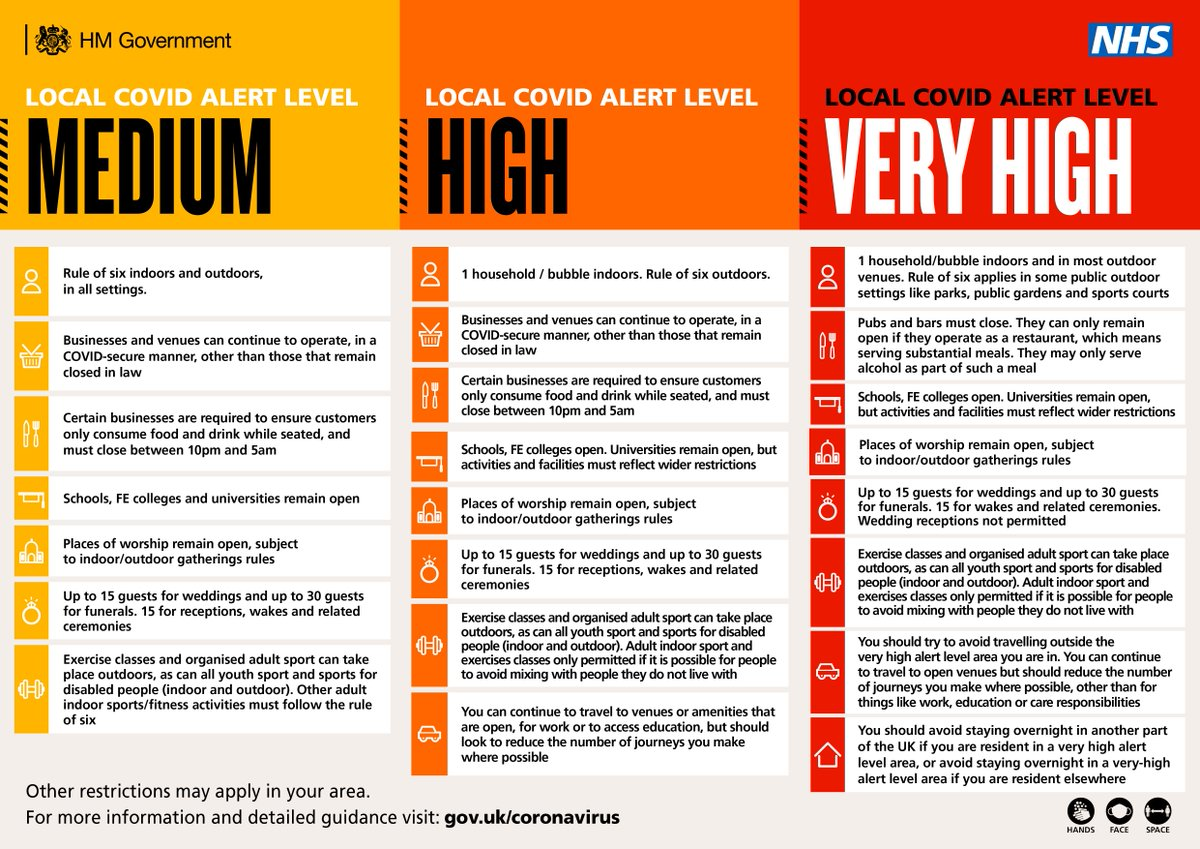 HM Government
NHS
LOCAL COVID ALERT LEVEL
MEDIUM
Rule of six indoors and outdoors,
in all settings.
Businesses and venues can continue to operate, in a
COVID-secure manner, other than those that remain
closed in law
Certain businesses are required to ensure customers
only consume food and drink while seated, and
must close between 10pm and 5am
Schools, FE colleges and universities remain open
Places of worship remain open, subject
to indoor/outdoor gatherings rules
Up to 15 guests for weddings and up to 30 guests
for funerals. 15 for receptions, wakes and related
ceremonies
Exercise classes and organised adult sport can take
place outdoors, as can all youth sport and sports for
disabled people (indoor and outdoor). Other adult
indoor sports/fitness activities must follow the rule
of six
LOCAL COVID ALERT LEVEL
HIGH
1 household / bubble indoors. Rule of six outdoors.
Businesses and venues can continue to operate, in a
COVID-secure manner, other than those that remain
closed in law
Certain businesses are required to ensure customers
only consume food and drink while seated, and must
close between 10pm and 5am
Schools, FE colleges open. Universities remain open, but
activities and facilities must reflect wider restrictions
Places of worship remain open, subject
to indoor/outdoor gatherings rules
Up to 15 guests for weddings and up to 30 guests
for funerals. 15 for receptions, wakes and related
ceremonies
Exercise classes and organised adult sport can take place
outdoors, as can all youth sport and sports for disabled
people (indoor and outdoor). Adult indoor sport and
exercises classes only permitted if it is possible for people
to avoid mixing with people they do not live with
You can continue to travel to venues or amenities that
are open, for work or to access education, but should
look to reduce the number of journeys you make
where possible
LOCAL COVID ALERT LEVEL
VERY HIGH
1 household/bubble indoors and in most outdoor
venues. Rule of six applies in some public outdoor
settings like parks, public gardens and sports courts
Pubs and bars must close. They can only remain
open if they operate as a restaurant, which means
serving substantial meals. They may only serve
alcohol as part of such a meal
Schools, FE colleges open. Universities remain open,
but activities and facilities must reflect wider restrictions
Places of worship remain open, subject
to indoor/outdoor gatherings rules
Up to 15 guests for weddings and up to 30 guests
for funerals. 15 for wakes and related ceremonies.
Wedding receptions not permitted
Exercise classes and organised adult sport can take place
outdoors, as can all youth sport and sports for disabled
people (indoor and outdoor). Adult indoor sport and
exercises classes only permitted if it is possible for people
to avoid mixing with people they do not live with
You should try to avoid travelling outside the
very high alert level area you are in. You can continue
to travel to open venues but should reduce the number
of journeys you make where possible, other than for
things like work, education or care responsibilities
You should avoid staying overnight in another part
of the UK if you are resident in a very high alert
level area, or avoid staying overnight in a very-high
alert level area if you are resident elsewhere
Other restrictions may apply in your area.
For more information and detailed guidance visit: gov.uk/coronavirus
HANDS FACE SPACE